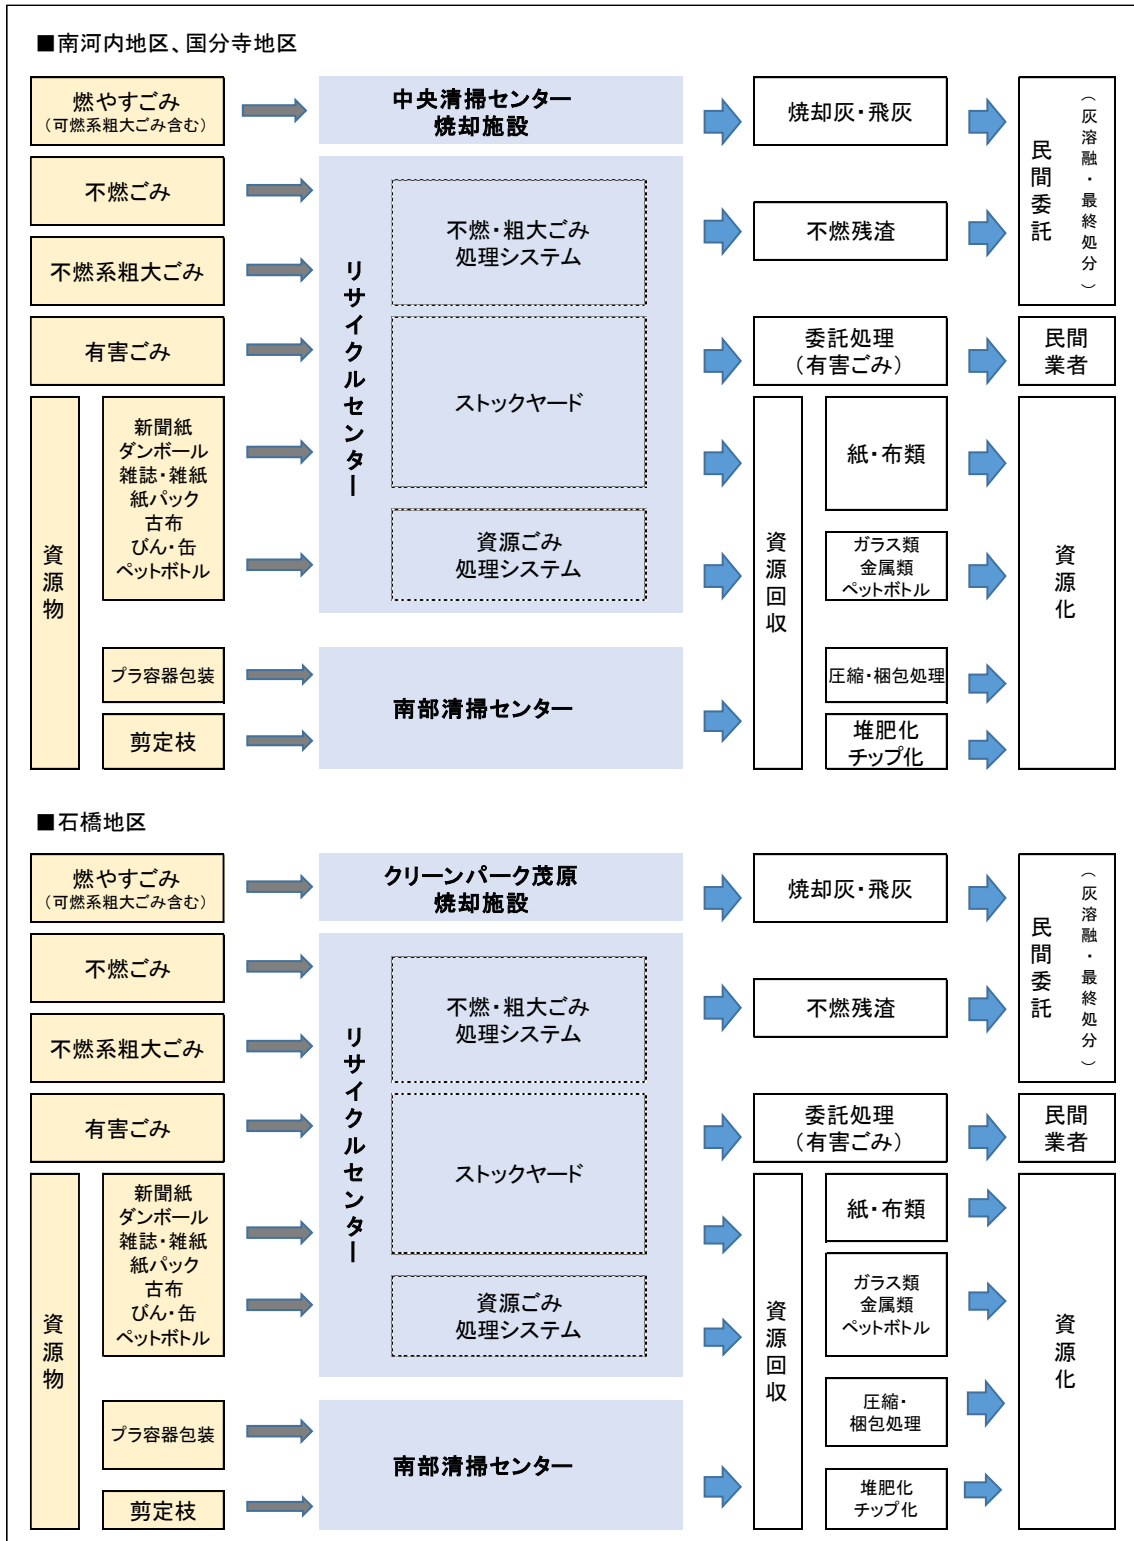 ■南河内地区、国分寺地区
燃やすごみ
（可燃系粗大ごみ含む）
中央清掃センター
焼却施設
焼却灰・飛灰
民間委託
（灰溶融・最終処分）
不燃ごみ
不燃系粗大ごみ
リサイクルセンター
不燃・粗大ごみ
処理システム
不燃残渣
有害ごみ
ストックヤード
委託処理
（有害ごみ）
民間
業者
資源物
新聞紙
ダンボール
雑誌・雑紙
紙パック
古布
びん・缶
ペットボトル
資源ごみ
処理システム
資源回収
紙・布類
ガラス類
金属類
ペットボトル
資源化
プラ容器包装
剪定枝
南部清掃センター
圧縮・梱包処理
堆肥化
チップ化
■石橋地区
燃やすごみ
（可燃系粗大ごみ含む）
クリーンパーク茂原
焼却施設
焼却灰・飛灰
民間委託
（灰溶融・最終処分）
不燃ごみ
不燃系粗大ごみ
リサイクルセンター
不燃・粗大ごみ
処理システム
不燃残渣
有害ごみ
ストックヤード
委託処理
（有害ごみ）
民間
業者
資源物
新聞紙
ダンボール
雑誌・雑紙
紙パック
古布
びん・缶
ペットボトル
資源ごみ
処理システム
資源回収
紙・布類
ガラス類
金属類
ペットボトル
資源化
プラ容器包装
剪定枝
南部清掃センター
圧縮・
梱包処理
堆肥化
チップ化